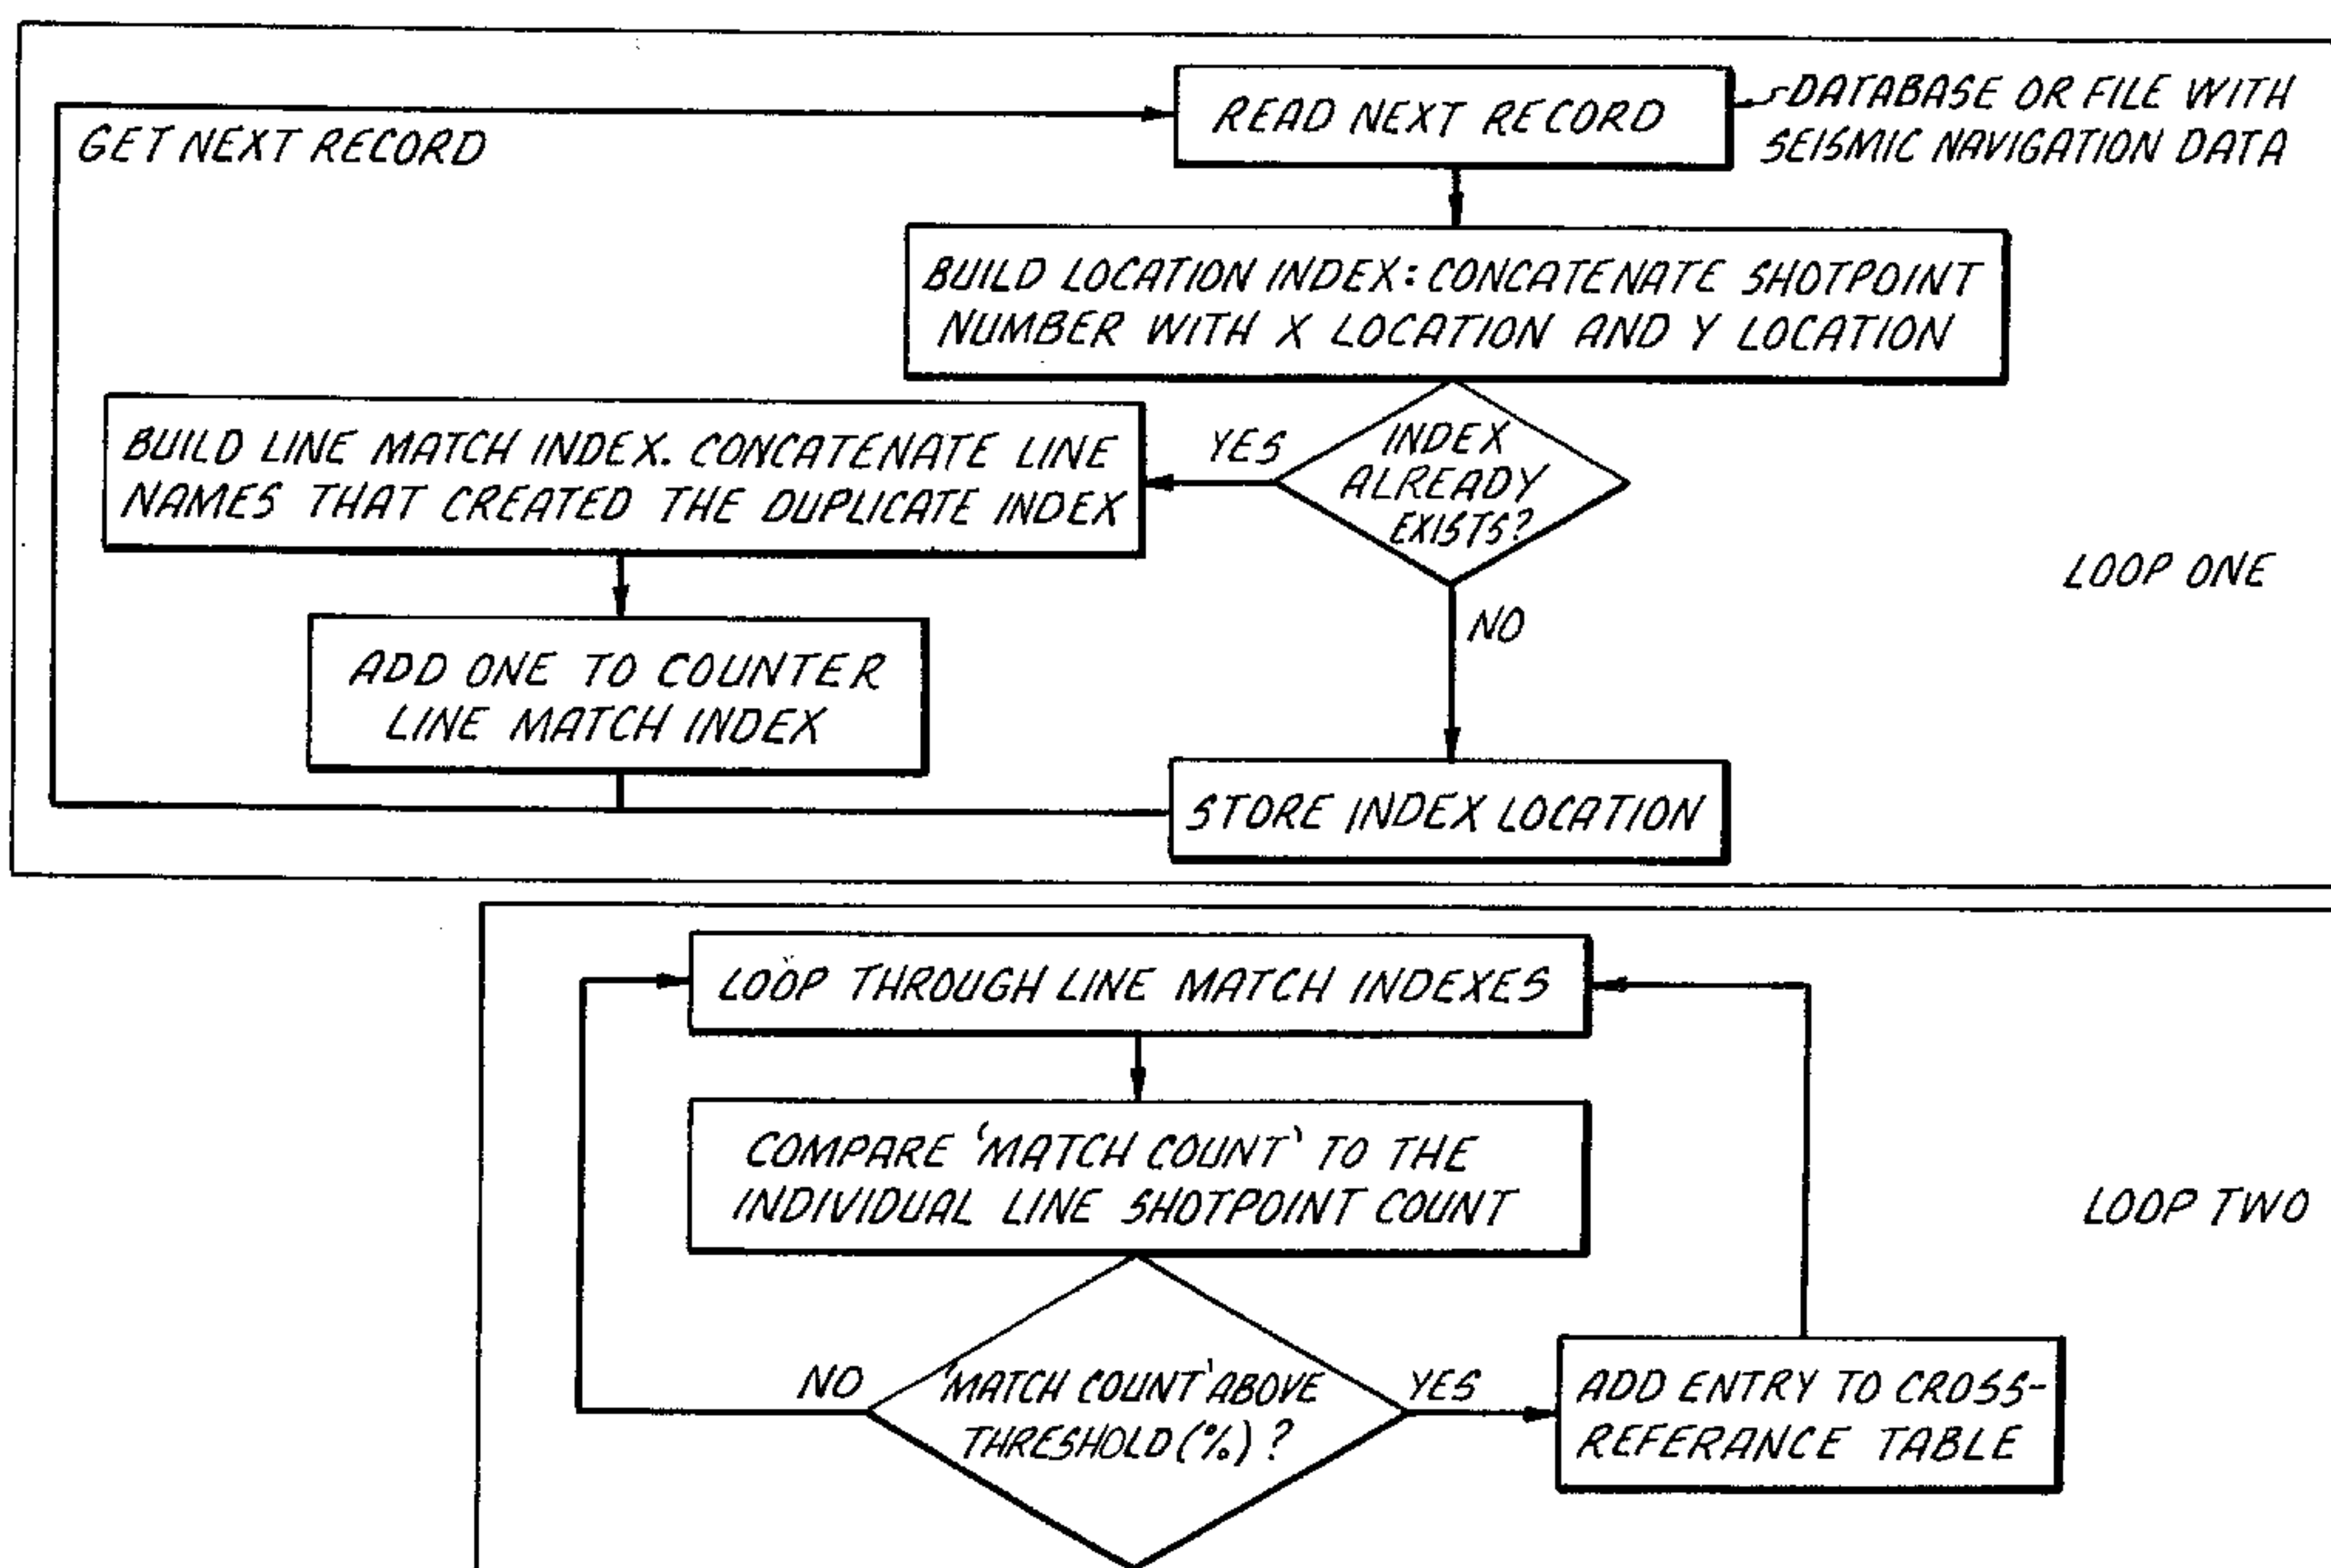 READ NEXT RECORD
DATABASE OR FILE WITH
SEISMIC NAVIGATION DATA
GET NEXT RECORD
BUILD LOCATION INDEX: CONCATENATE SHOTPOINT
NUMBER WITH X LOCATION AND Y LOCATION
BUILD LINE MATCH INDEX. CONCATENATE LINE
NAMES THAT CREATED THE DUPLICATE INDEX
YES
INDEX
ALREADY
EXISTS?
LOOP ONE
NO
ADD ONE TO COUNTER
LINE MATCH INDEX
STORE INDEX LOCATION
LOOP THROUGH LINE MATCH INDEXES
COMPARE 'MATCH COUNT' TO THE
INDIVIDUAL LINE SHOTPOINT COUNT
LOOP TWO
NO
'MATCH COUNT' ABOVE
THRESHOLD (%) ?
YES
ADD ENTRY TO CROSS-
REFERANCE TABLE